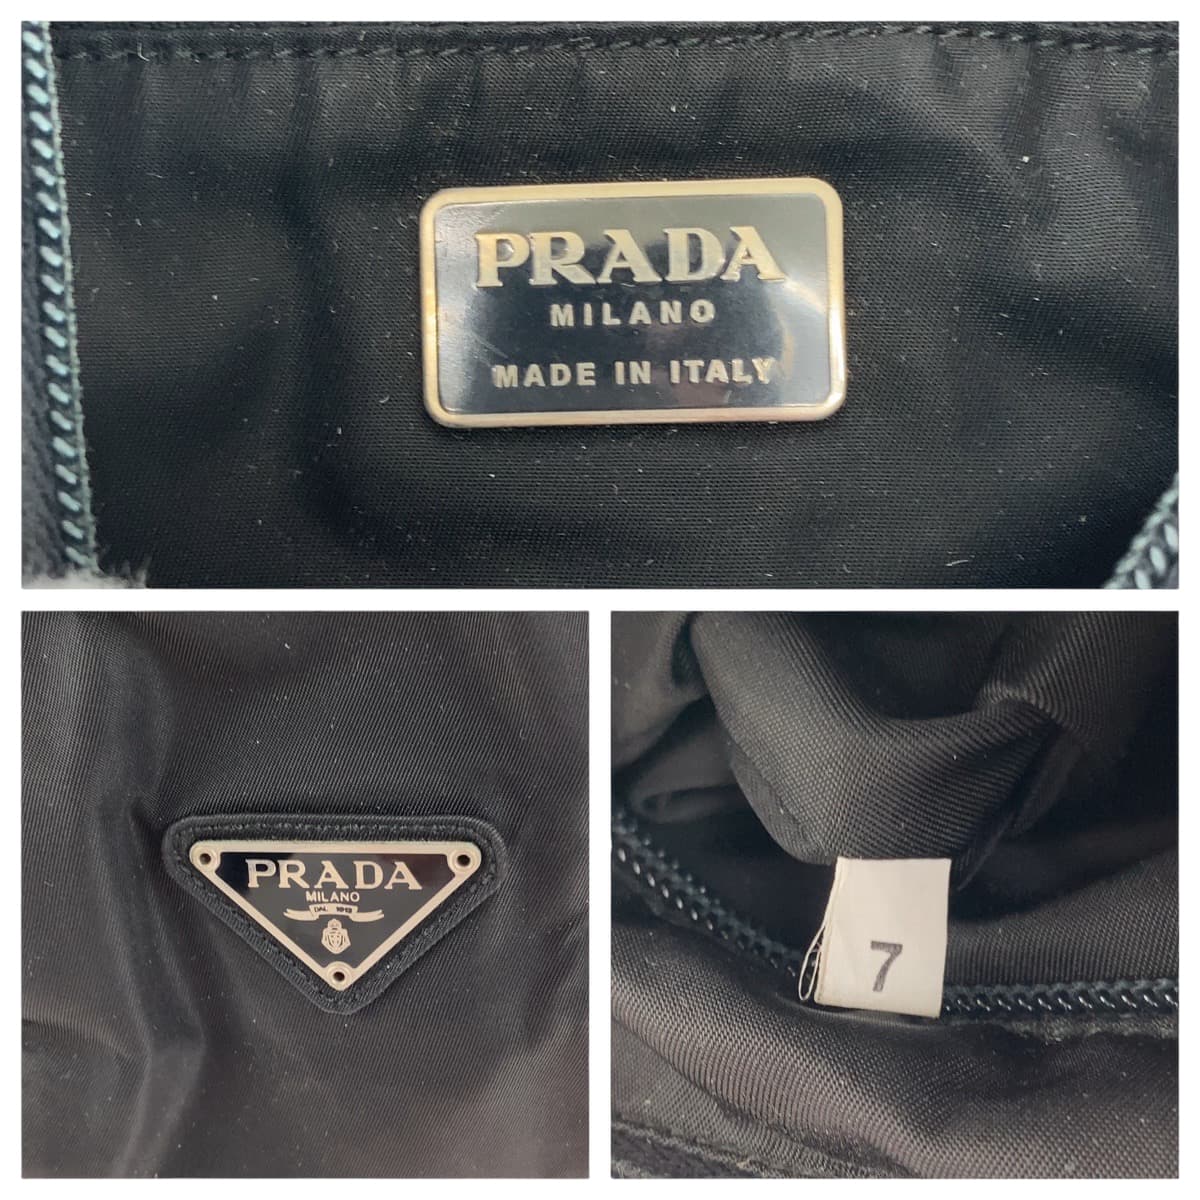 PRADA
MILANO
MADE IN ITALY
PRADA
MILANO
DAL 1913
7